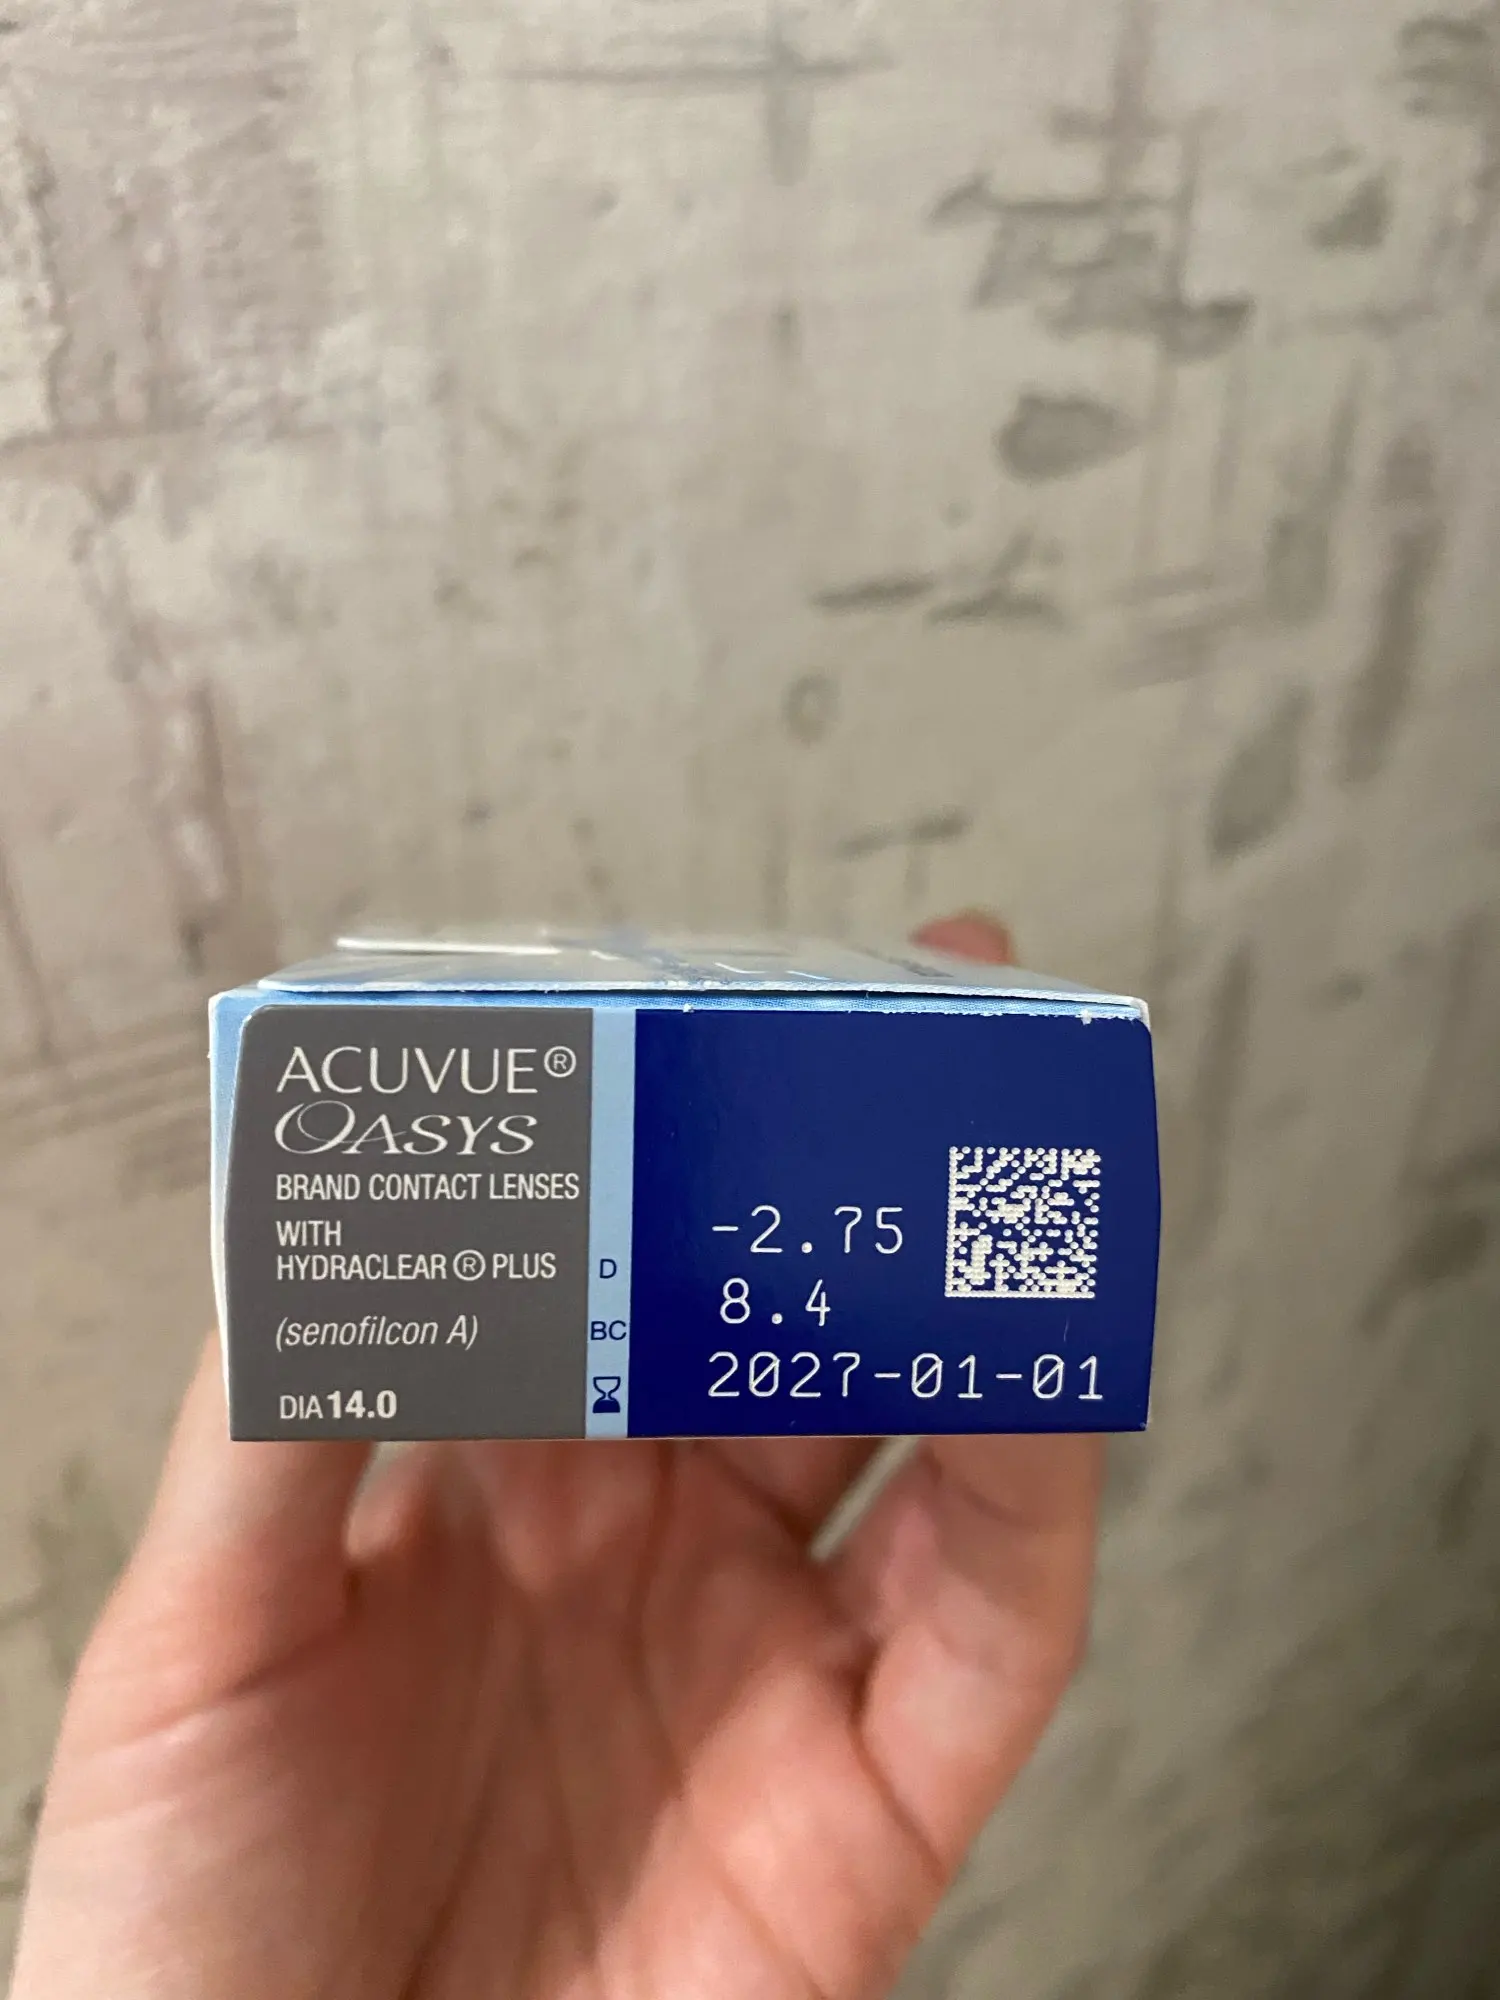 ACUVUE®
OASYS
BRAND CONTACT LENSES
WITH
HYDRACLEAR ® PLUS
(senofilcon A)
DIA 14.0
D -2.75
BC 8.4
2027-01-01